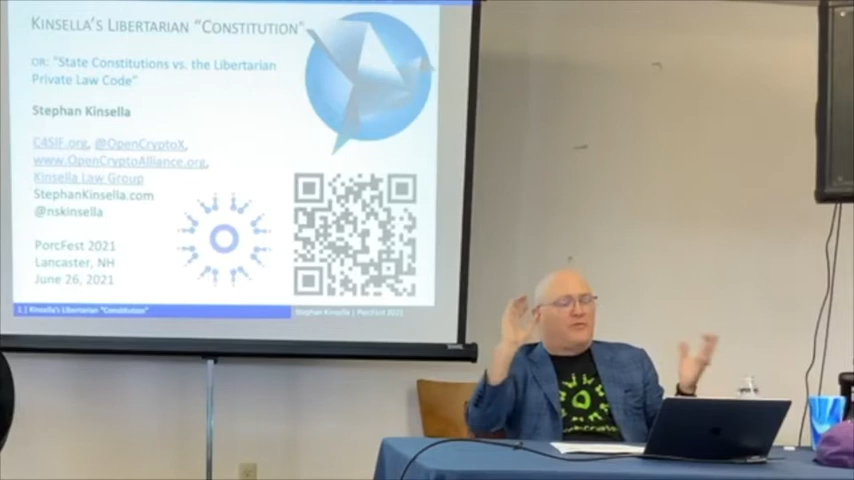 KINSELLA'S LIBERTARIAN "CONSTITUTION"
OR: "State Constitutions vs. the Libertarian
Private Law Code"
Stephan Kinsella
C4SIF.org, @OpenCryptoX,
www.OpenCryptoAlliance.org,
Kinsella Law Group
StephanKinsella.com
@nskinsella
PorcFest 2021
Lancaster, NH
June 26, 2021
1 | Kinsella's Libertarian "Constitution"
Stephan Kinsella | PorcFest 2021